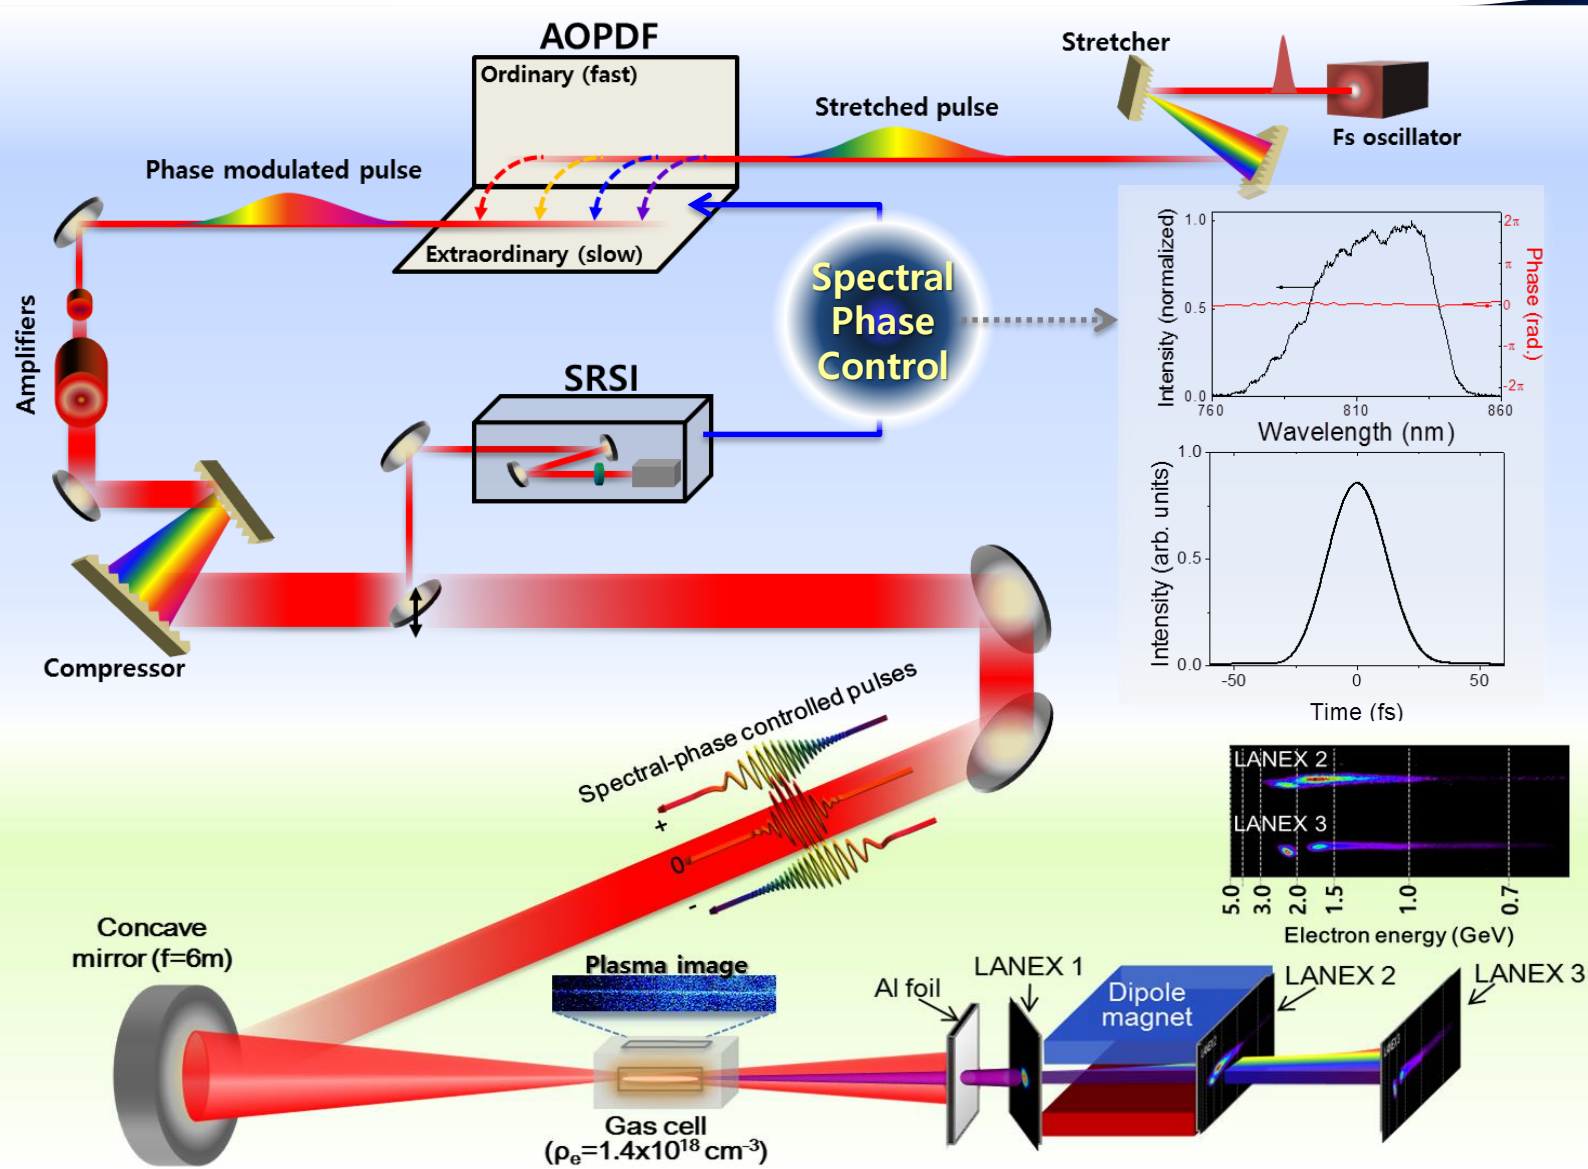 AOPDF
Ordinary (fast)
Extraordinary (slow)
Stretcher
Fs oscillator
Stretched pulse
Phase modulated pulse
Amplifiers
Spectral
Phase
Control
SRSI
Compressor
Intensity (normalized)
1.0
0.5
0.0
Phase (rad.)
2π
π
0
-π
-2π
760
810
860
Wavelength (nm)
Intensity (arb. units)
1.0
0.5
0.0
-50
0
50
Time (fs)
Spectral-phase controlled pulses
+
0
-
LANEX 2
LANEX 3
5.0
3.0
2.0
1.5
1.0
0.7
Electron energy (GeV)
Concave
mirror (f=6m)
Plasma image
Gas cell
(ρe=1.4x10¹⁸ cm⁻³)
Al foil
LANEX 1
Dipole
magnet
LANEX 2
LANEX 3
LANEX 2
LANEX 3